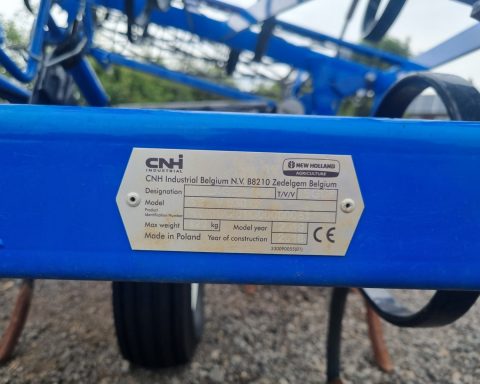 CNH NEW HOLLAND
INDUSTRIAL AGRICULTURE
CNH Industrial Belgium N.V. B8210 Zedelgem Belgium
Designation T/V/V
Model
Product
Identification Number
Max weight kg Model year
Made in Poland Year of construction CE